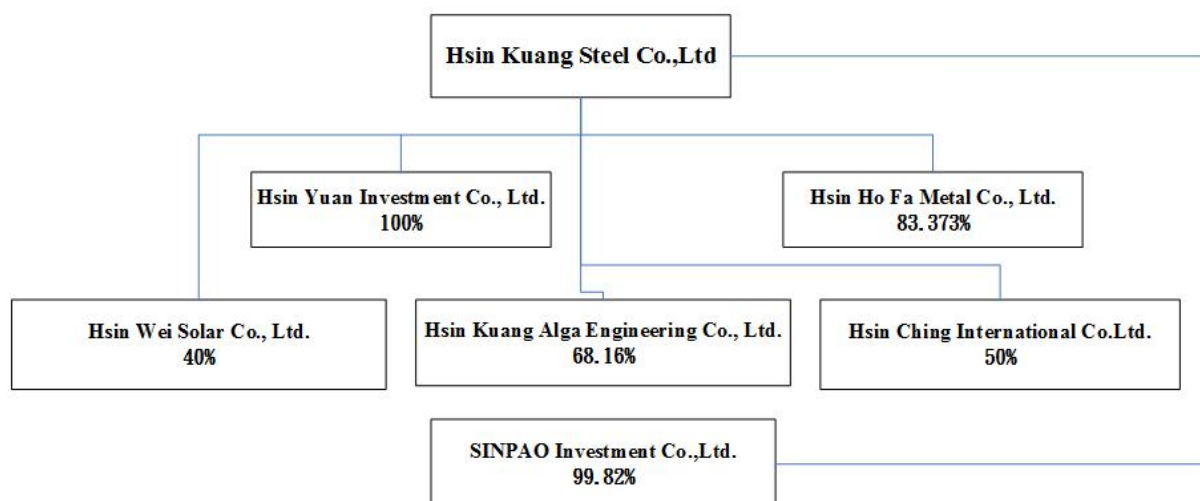 Hsin Kuang Steel Co.,Ltd
Hsin Yuan Investment Co., Ltd.
100%
Hsin Ho Fa Metal Co., Ltd.
83.373%
Hsin Wei Solar Co., Ltd.
40%
Hsin Kuang Alga Engineering Co., Ltd.
68.16%
Hsin Ching International Co.Ltd.
50%
SINPAO Investment Co.,Ltd.
99.82%